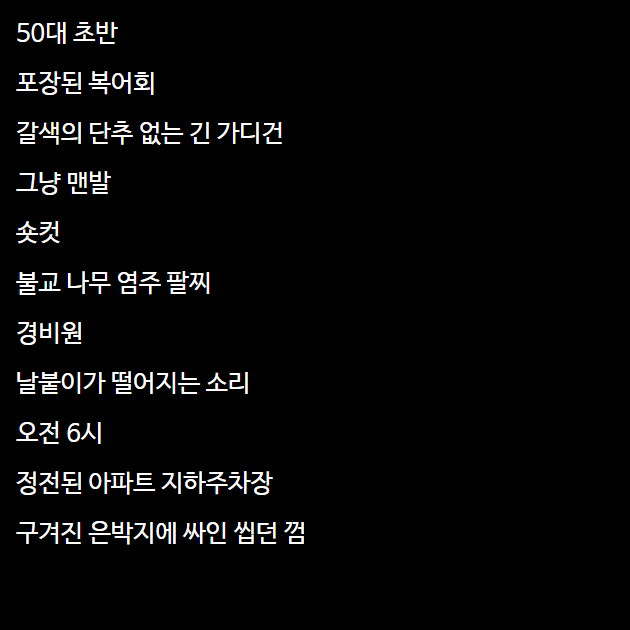 50대 초반
포장된 복어회
갈색의 단추 없는 긴 가디건
그냥 맨발
숏컷
불교 나무 염주 팔찌
경비원
날붙이가 떨어지는 소리
오전 6시
정전된 아파트 지하주차장
구겨진 은박지에 싸인 씹던 껌